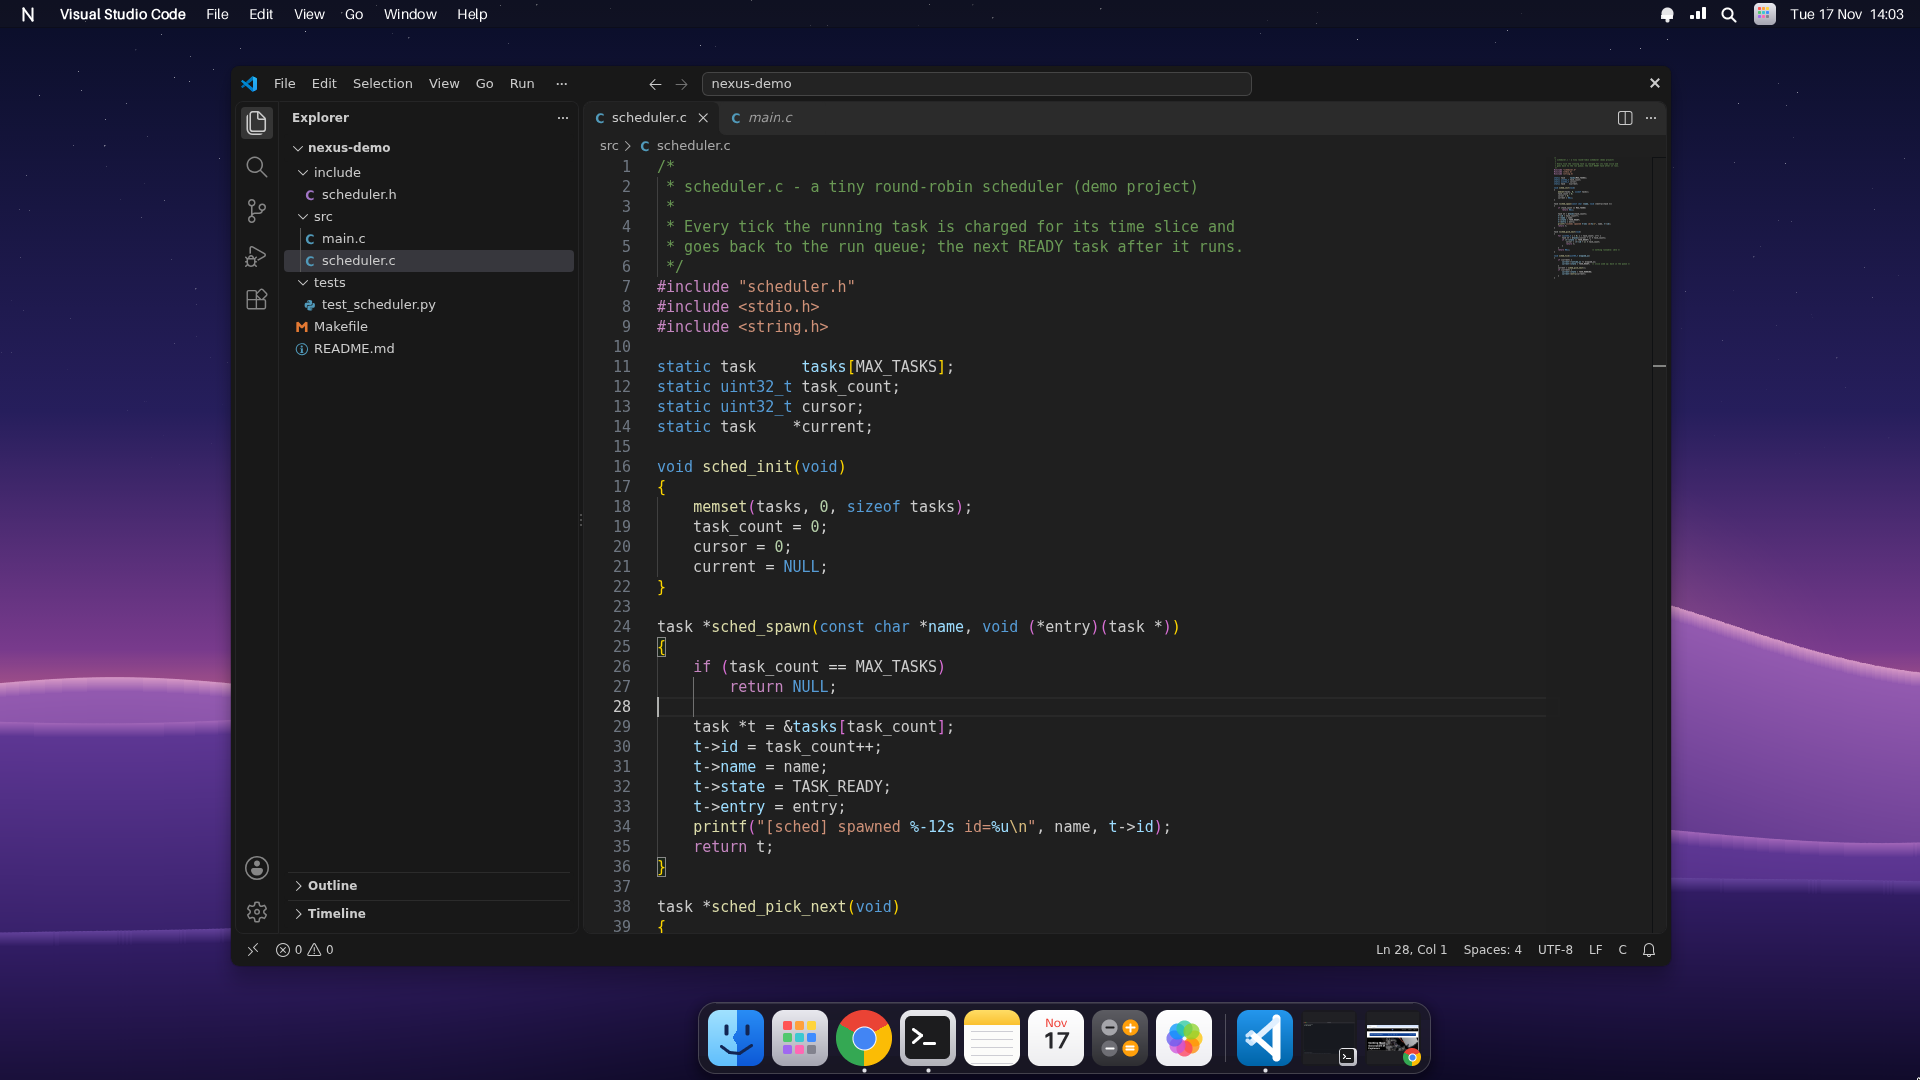 Visual Studio Code File Edit View Go Window Help
Tue 17 Nov 14:03
File Edit Selection View Go Run ···
nexus-demo
Explorer
nexus-demo
include
C scheduler.h
src
C main.c
C scheduler.c
tests
test_scheduler.py
Makefile
README.md
Outline
Timeline
C scheduler.c
C main.c
src > C scheduler.c
1 /*
2 * scheduler.c - a tiny round-robin scheduler (demo project)
3 *
4 * Every tick the running task is charged for its time slice and
5 * goes back to the run queue; the next READY task after it runs.
6 */
7 #include "scheduler.h"
8 #include <stdio.h>
9 #include <string.h>
10
11 static task     tasks[MAX_TASKS];
12 static uint32_t task_count;
13 static uint32_t cursor;
14 static task    *current;
15
16 void sched_init(void)
17 {
18     memset(tasks, 0, sizeof tasks);
19     task_count = 0;
20     cursor = 0;
21     current = NULL;
22 }
23
24 task *sched_spawn(const char *name, void (*entry)(task *))
25 {
26     if (task_count == MAX_TASKS)
27         return NULL;
28
29     task *t = &tasks[task_count];
30     t->id = task_count++;
31     t->name = name;
32     t->state = TASK_READY;
33     t->entry = entry;
34     printf("[sched] spawned %-12s id=%u\n", name, t->id);
35     return t;
36 }
37
38 task *sched_pick_next(void)
39 {
0 0
Ln 28, Col 1 Spaces: 4 UTF-8 LF C
Nov
17